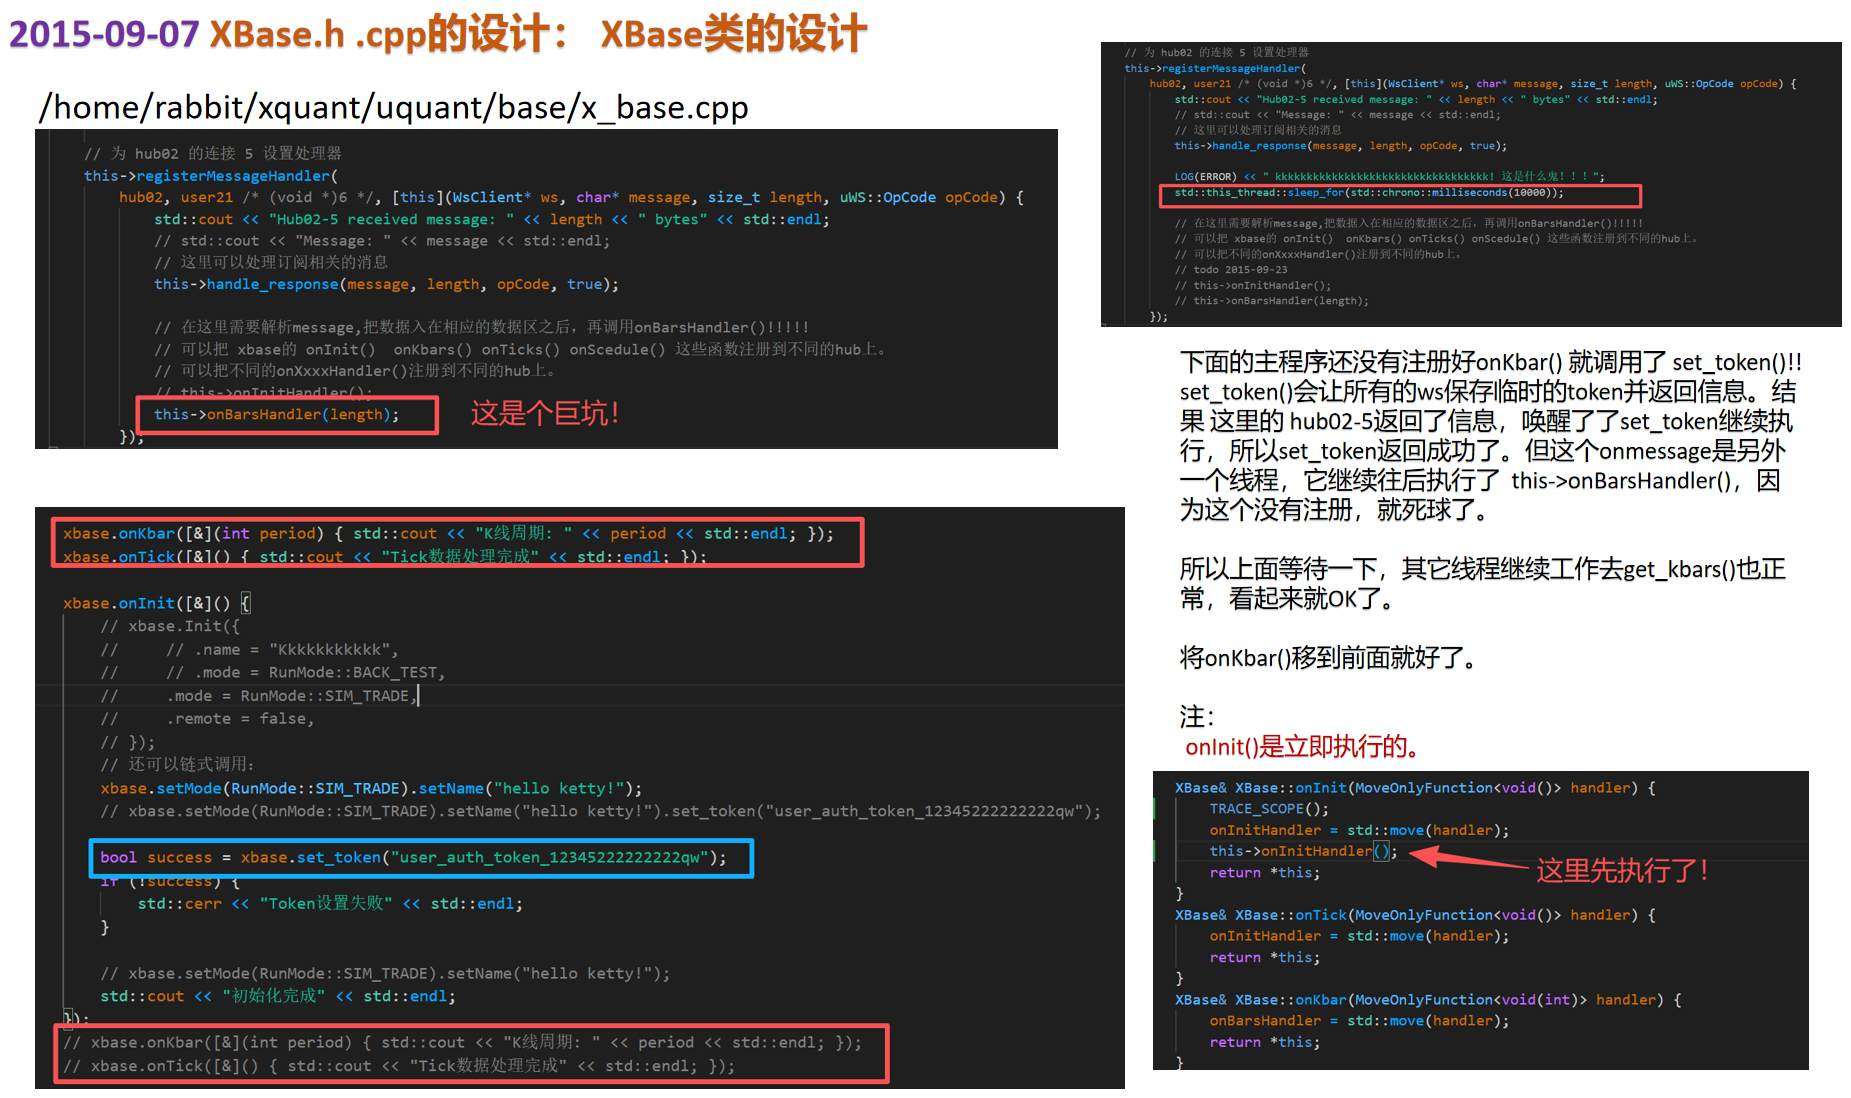 2015-09-07 XBase.h .cpp的设计： XBase类的设计
/home/rabbit/xquant/uquant/base/x_base.cpp
// 为 hub02 的连接 5 设置处理器
this->registerMessageHandler(
hub02, user21 /* (void *)6 */, [this](WsClient* ws, char* message, size_t length, uWS::OpCode opCode) {
std::cout << "Hub02-5 received message: " << length << " bytes" << std::endl;
// std::cout << "Message: " << message << std::endl;
// 这里可以处理订阅相关的消息
this->handle_response(message, length, opCode, true);
// 在这里需要解析message,把数据入在相应的数据区之后，再调用onBarsHandler()!!!!!
// 可以把 xbase的 onInit()  onKbars() onTicks() onScedule() 这些函数注册到不同的hub上。
// 可以把不同的onXxxxHandler()注册到不同的hub上。
// this->onInitHandler();
this->onBarsHandler(length);
这是个巨坑！
});
xbase.onKbar([&](int period) { std::cout << "K线周期: " << period << std::endl; });
xbase.onTick([&]() { std::cout << "Tick数据处理完成" << std::endl; });
xbase.onInit([&]() {
// xbase.Init({
//     // .name = "Kkkkkkkkkkk",
//     // .mode = RunMode::BACK_TEST,
//     .mode = RunMode::SIM_TRADE,
//     .remote = false,
// });
// 还可以链式调用:
xbase.setMode(RunMode::SIM_TRADE).setName("hello ketty!");
// xbase.setMode(RunMode::SIM_TRADE).setName("hello ketty!").set_token("user_auth_token_12345222222222qw");
bool success = xbase.set_token("user_auth_token_12345222222222qw");
if (!success) {
std::cerr << "Token设置失败" << std::endl;
}
// xbase.setMode(RunMode::SIM_TRADE).setName("hello ketty!");
std::cout << "初始化完成" << std::endl;
});
// xbase.onKbar([&](int period) { std::cout << "K线周期: " << period << std::endl; });
// xbase.onTick([&]() { std::cout << "Tick数据处理完成" << std::endl; });
// 为 hub02 的连接 5 设置处理器
this->registerMessageHandler(
hub02, user21 /* (void *)6 */, [this](WsClient* ws, char* message, size_t length, uWS::OpCode opCode) {
std::cout << "Hub02-5 received message: " << length << " bytes" << std::endl;
// std::cout << "Message: " << message << std::endl;
// 这里可以处理订阅相关的消息
this->handle_response(message, length, opCode, true);
std::this_thread::sleep_for(std::chrono::milliseconds(10000));
// 在这里需要解析message,把数据入在相应的数据区之后，再调用onBarsHandler()!!!!!
// 可以把 xbase的 onInit()  onKbars() onTicks() onScedule() 这些函数注册到不同的hub上。
// 可以把不同的onXxxxHandler()注册到不同的hub上。
// todo 2015-09-23
// this->onInitHandler();
// this->onBarsHandler(length);
});
下面的主程序还没有注册好onKbar() 就调用了 set_token()!!
set_token()会让所有的ws保存临时的token并返回信息。结
果 这里的 hub02-5返回了信息，唤醒了了set_token继续执
行，所以set_token返回成功了。但这个onmessage是另外
一个线程，它继续往后执行了 this->onBarsHandler()，因
为这个没有注册，就死球了。
所以上面等待一下，其它线程继续工作去get_kbars()也正
常，看起来就OK了。
将onKbar()移到前面就好了。
注：
onInit()是立即执行的。
XBase& XBase::onInit(MoveOnlyFunction<void()> handler) {
TRACE_SCOPE();
onInitHandler = std::move(handler);
this->onInitHandler();
这里先执行了！
return *this;
}
XBase& XBase::onTick(MoveOnlyFunction<void()> handler) {
onInitHandler = std::move(handler);
return *this;
}
XBase& XBase::onKbar(MoveOnlyFunction<void(int)> handler) {
onBarsHandler = std::move(handler);
return *this;
}